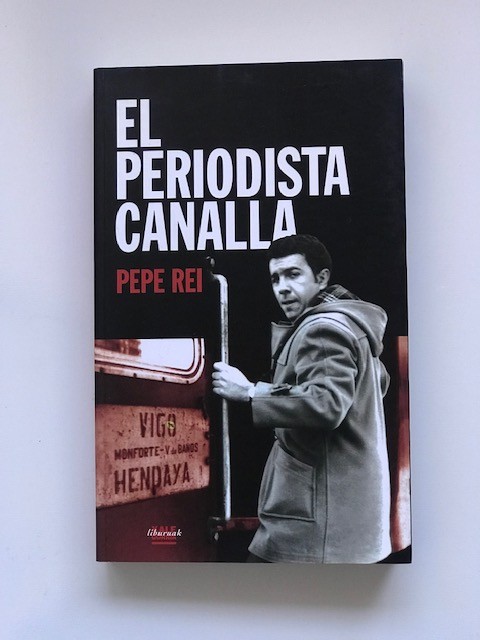 EL
PERIODISTA
CANALLA
PEPE REI
VIGO
MONFORTE-V de BAÑOS
HENDAYA
liburuak